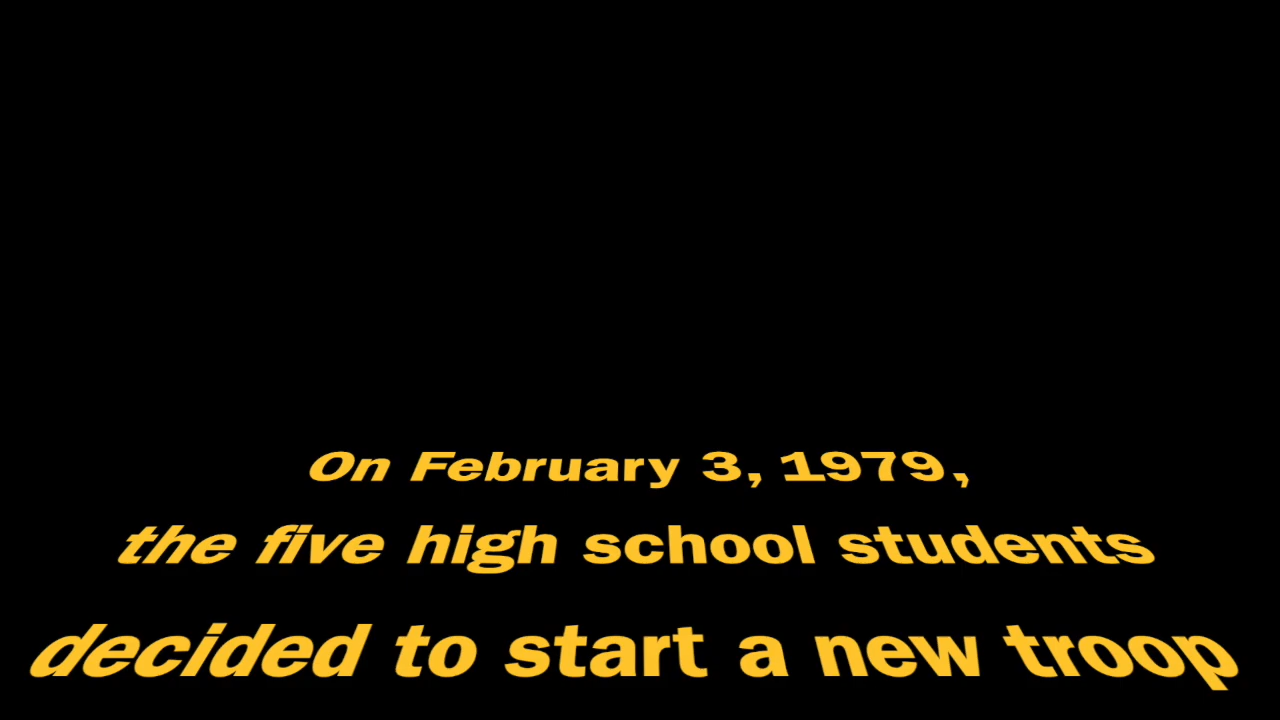 On February 3, 1979,
the five high school students
decided to start a new troop